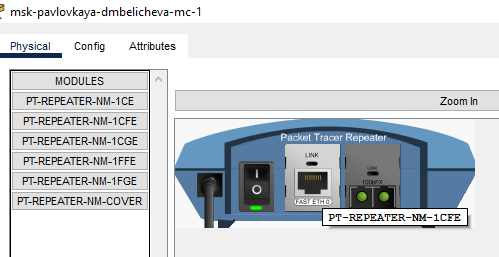 msk-pavlovkaya-dmbelicheva-mc-1
Physical Config Attributes
MODULES
PT-REPEATER-NM-1CE
PT-REPEATER-NM-1CFE
PT-REPEATER-NM-1CGE
PT-REPEATER-NM-1FFE
PT-REPEATER-NM-1FGE
PT-REPEATER-NM-COVER
Zoom In
Packet Tracer Repeater
LINK
LINK
100bFX
FAST ETH 0
PT-REPEATER-NM-1CFE